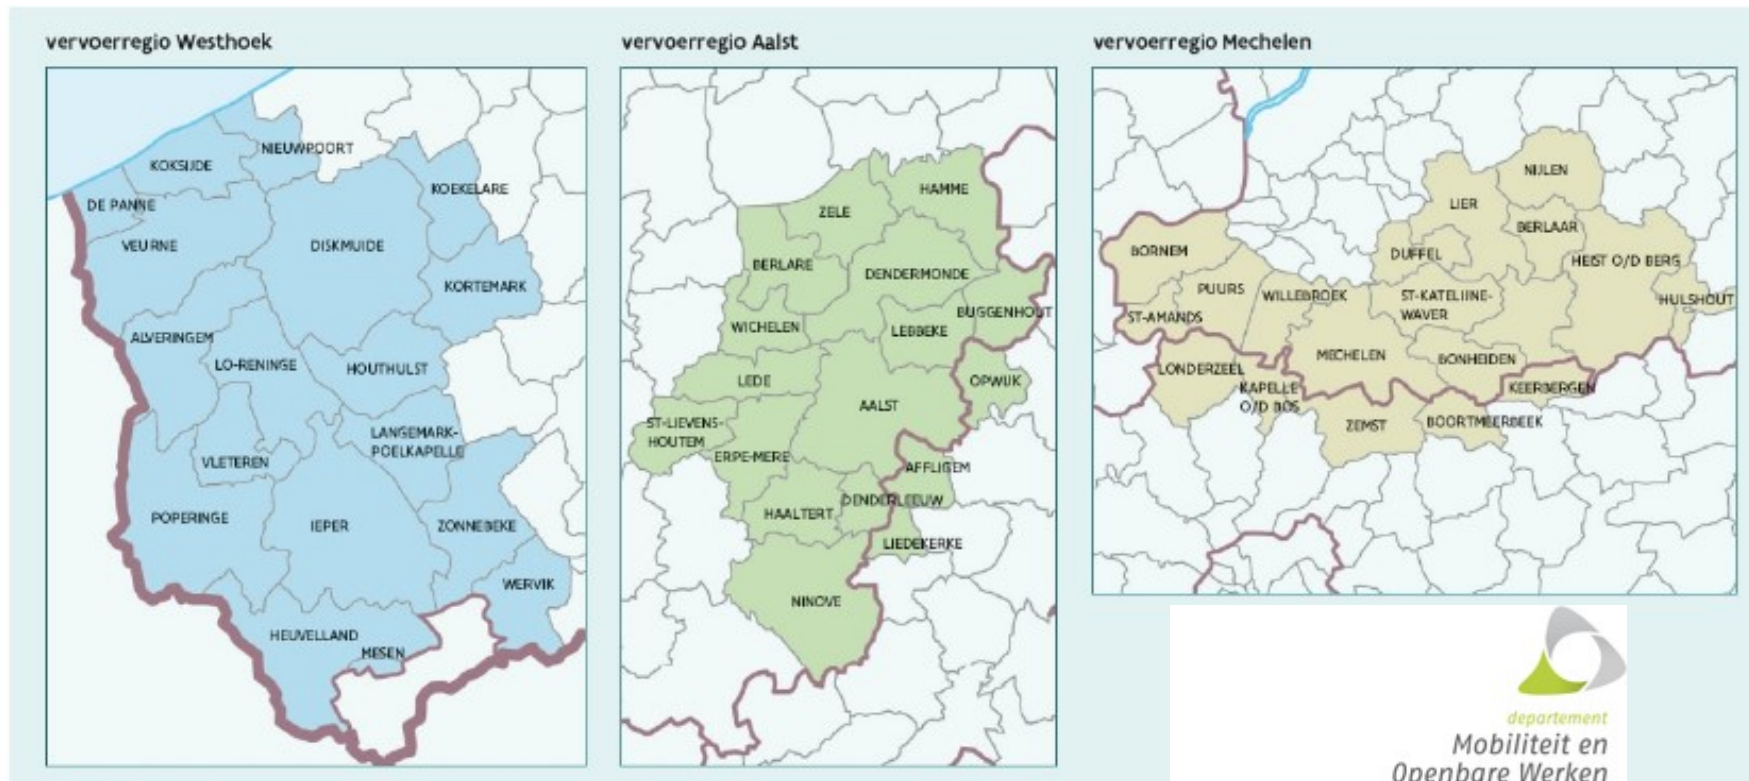 vervoerregio Westhoek
NIEUWPOORT
KOKSIJDE
KOEKELARE
DE PANNE
VEURNE
DISKMUIDE
KORTEMARK
ALVERINGEM
LO-RENINGE
HOUTHULST
LANGEMARK-
POELKAPELLE
VLETEREN
POPERINGE
IEPER
ZONNEBEKE
WERVIK
HEUVELLAND
MESEN
vervoerregio Aalst
HAMME
ZELE
BERLARE
DENDERMONDE
BUGGENHOUT
WICHELEN
LEBBEKE
LEDE
OPWIJK
AALST
ST-LIEVENS-
HOUTEM
ERPE-MERE
AFFLIGEM
DENDERLEEUW
HAALTERT
LIEDEKERKE
NINOVE
vervoerregio Mechelen
NIJLEN
LIER
BERLAAR
BORNEM
DUFFEL
HEIST O/D BERG
PUURS
WILLEBROEK
ST-KATELIJNE-
WAVER
HULSHOUT
ST-AMANDS
MECHELEN
BONHEIDEN
LONDERZEEL
KAPELLE
O/D BOS
KEERBERGEN
ZEMST
BOORTMEERBEEK
departement
Mobiliteit en
Openbare Werken